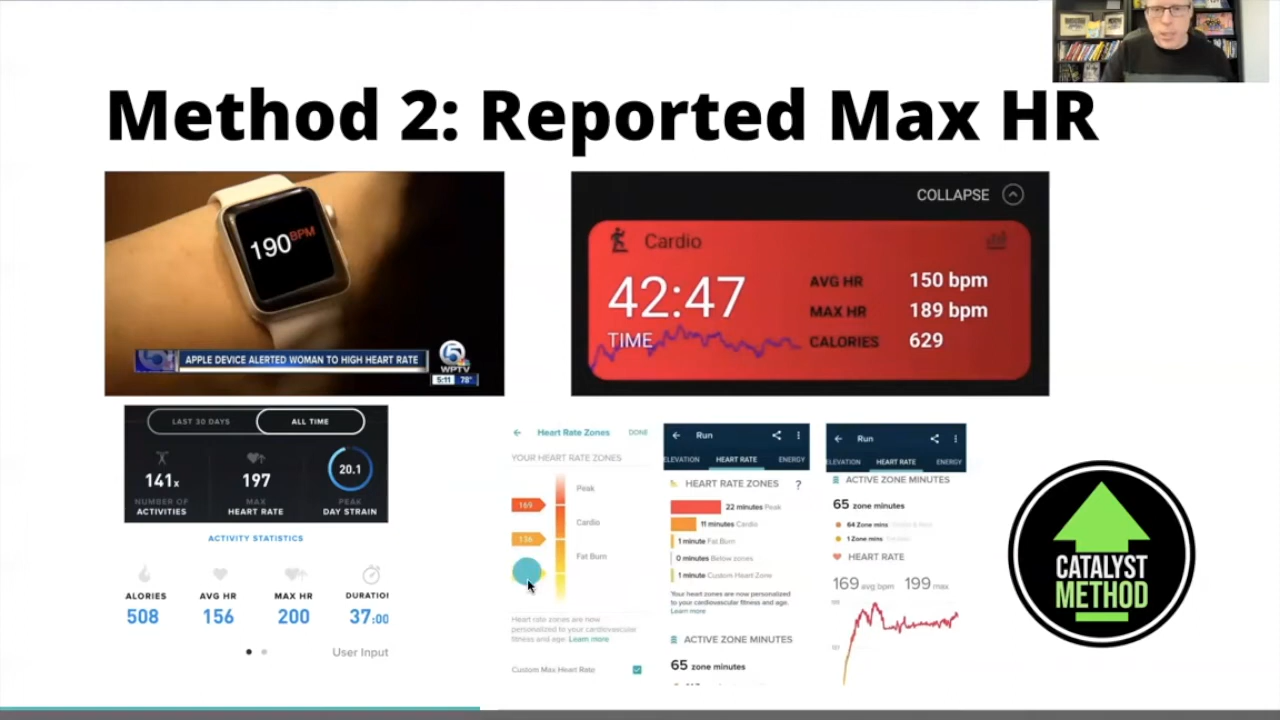 Method 2: Reported Max HR
190 BPM
5
APPLE DEVICE ALERTED WOMAN TO HIGH HEART RATE
5
WPTV
5:11 78°
COLLAPSE
Cardio
42:47
TIME
AVG HR 150 bpm
MAX HR 189 bpm
CALORIES 629
LAST 30 DAYS ALL TIME
141x 197 20.1
NUMBER OF ACTIVITIES
MAX HEART RATE
PEAK DAY STRAIN
ACTIVITY STATISTICS
ALORIES AVG HR MAX HR DURATIO
508 156 200 37:00
User Input
Heart Rate Zones DONE
YOUR HEART RATE ZONES
Peak
169
Cardio
136
Fat Burn
Heart rate zones are now
personalized to your cardiovascular
fitness and age. Learn more
Custom Max Heart Rate
Run
ELEVATION HEART RATE ENERGY
HEART RATE ZONES ?
22 minutes Peak
11 minutes Cardio
1 minute Fat Burn
0 minutes Below zones
1 minute Custom Heart Zone
Your heart zones are now personalized
to your cardiovascular fitness and age.
Learn more
ACTIVE ZONE MINUTES
65 zone minutes
Run
ELEVATION HEART RATE ENERGY
ACTIVE ZONE MINUTES
65 zone minutes
64 Zone mins
1 Zone mins
HEART RATE
169 avg bpm 199 max
CATALYST
METHOD